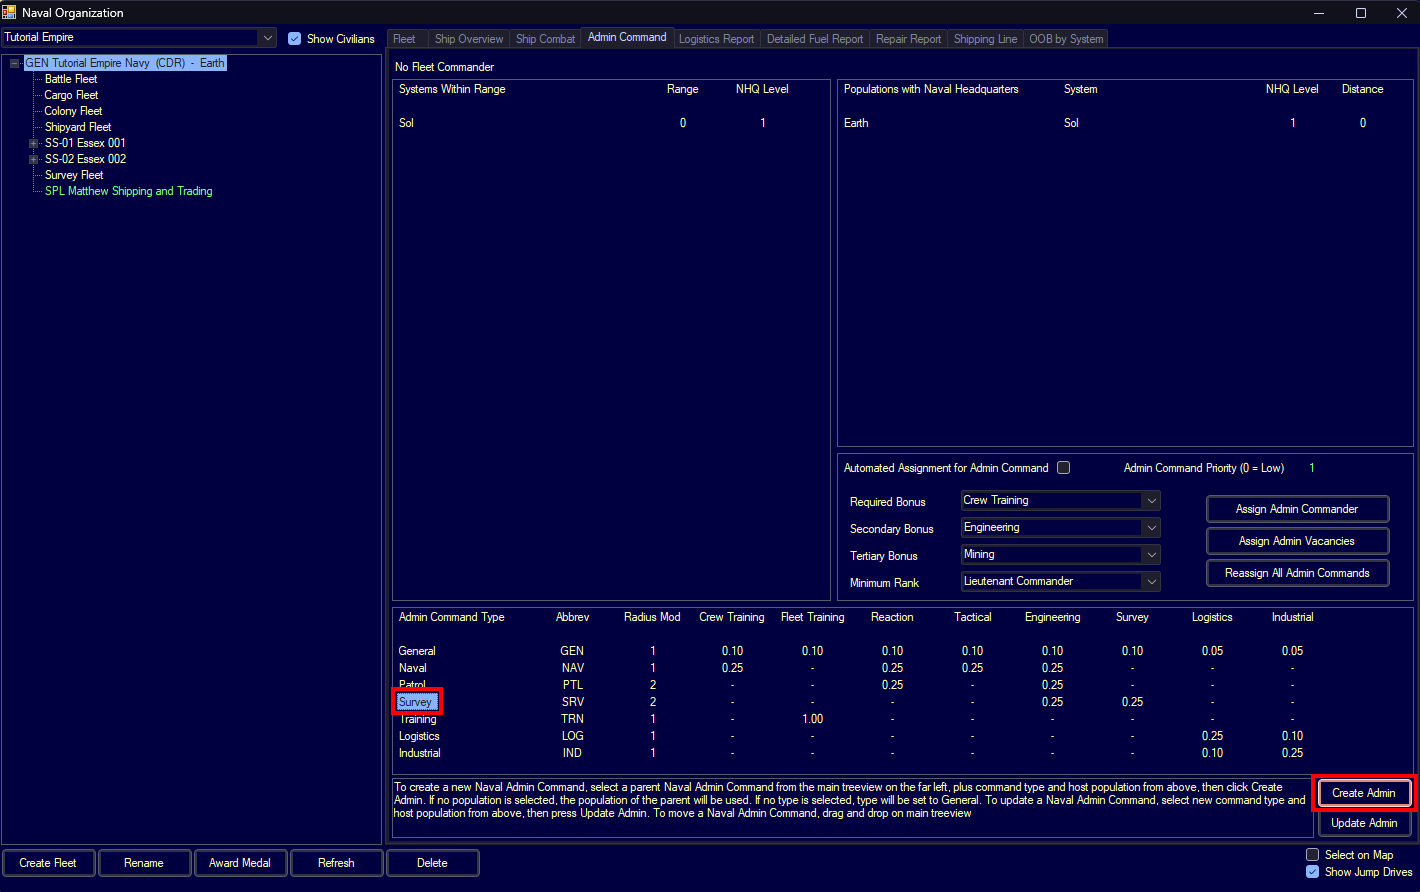 Naval Organization
Tutorial Empire
Show Civilians
Fleet Ship Overview Ship Combat Admin Command Logistics Report Detailed Fuel Report Repair Report Shipping Line OOB by System
GEN Tutorial Empire Navy (CDR) - Earth
Battle Fleet
Cargo Fleet
Colony Fleet
Shipyard Fleet
SS-01 Essex 001
SS-02 Essex 002
Survey Fleet
SPL Matthew Shipping and Trading
No Fleet Commander
Systems Within Range Range NHQ Level
Sol 0 1
Populations with Naval Headquarters System NHQ Level Distance
Earth Sol 1 0
Automated Assignment for Admin Command Admin Command Priority (0 = Low) 1
Required Bonus Crew Training
Secondary Bonus Engineering
Tertiary Bonus Mining
Minimum Rank Lieutenant Commander
Assign Admin Commander
Assign Admin Vacancies
Reassign All Admin Commands
Admin Command Type Abbrev Radius Mod Crew Training Fleet Training Reaction Tactical Engineering Survey Logistics Industrial
General GEN 1 0.10 0.10 0.10 0.10 0.10 0.10 0.05 0.05
Naval NAV 1 0.25 - 0.25 0.25 0.25 - - -
Patrol PTL 2 - - 0.25 - 0.25 - - -
Survey SRV 2 - - - - 0.25 0.25 - -
Training TRN 1 - 1.00 - - - - - -
Logistics LOG 1 - - - - - - 0.25 0.10
Industrial IND 1 - - - - - - 0.10 0.25
To create a new Naval Admin Command, select a parent Naval Admin Command from the main treeview on the far left, plus command type and host population from above, then click Create
Admin. If no population is selected, the population of the parent will be used. If no type is selected, type will be set to General. To update a Naval Admin Command, select new command type and
host population from above, then press Update Admin. To move a Naval Admin Command, drag and drop on main treeview
Create Admin
Update Admin
Create Fleet Rename Award Medal Refresh Delete
Select on Map
Show Jump Drives